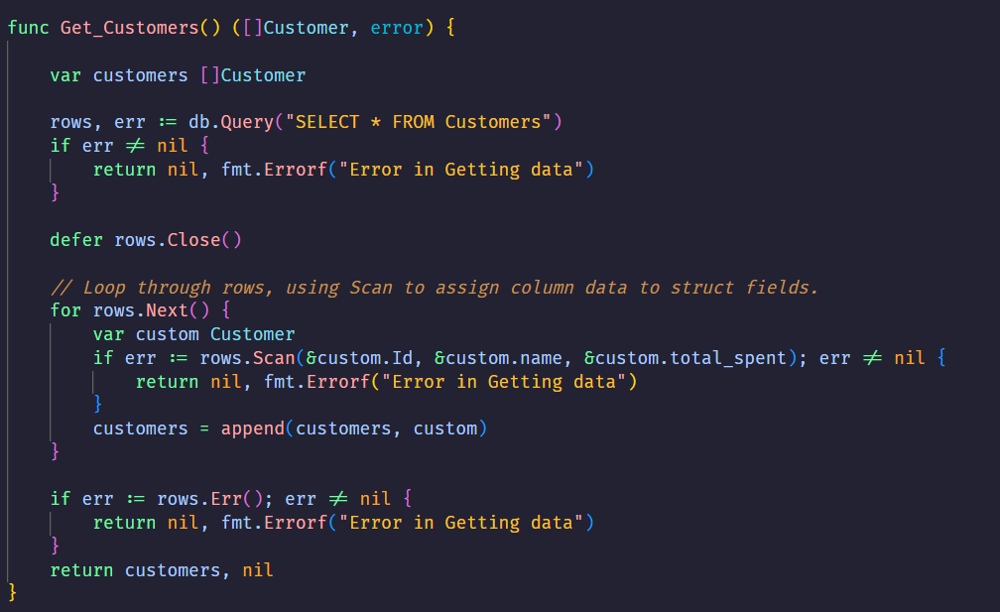 func Get_Customers() ([]Customer, error) {
var customers []Customer
rows, err := db.Query("SELECT * FROM Customers")
if err != nil {
return nil, fmt.Errorf("Error in Getting data")
}
defer rows.Close()
// Loop through rows, using Scan to assign column data to struct fields.
for rows.Next() {
var custom Customer
if err := rows.Scan(&custom.Id, &custom.name, &custom.total_spent); err != nil {
return nil, fmt.Errorf("Error in Getting data")
}
customers = append(customers, custom)
}
if err := rows.Err(); err != nil {
return nil, fmt.Errorf("Error in Getting data")
}
return customers, nil
}